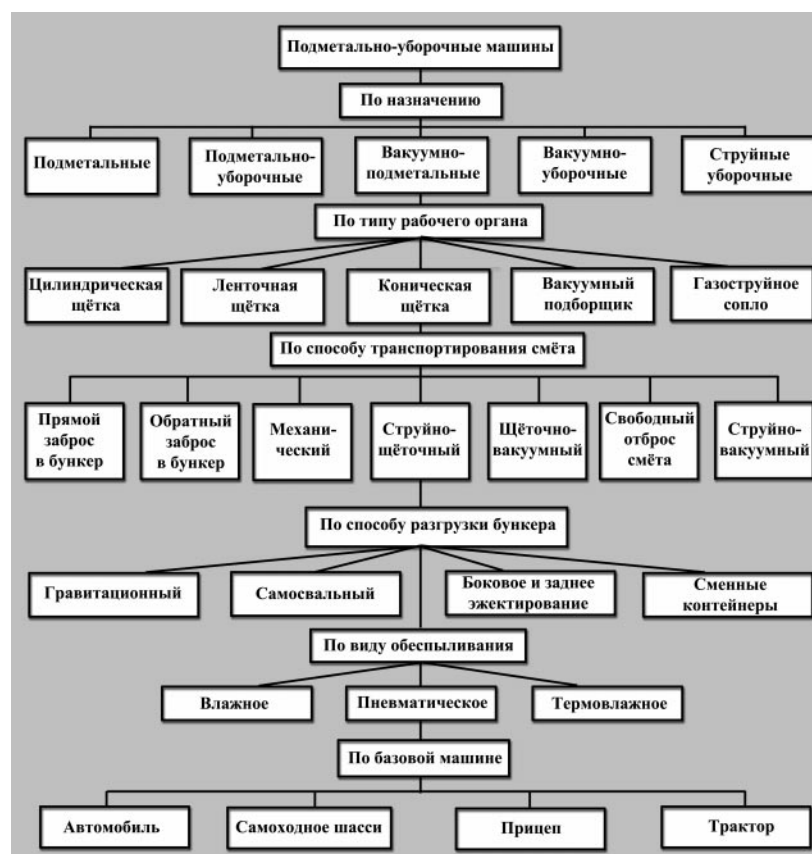 Подметально-уборочные машины
По назначению
Подметальные
Подметально-
уборочные
Вакуумно-
подметальные
Вакуумно-
уборочные
Струйные
уборочные
По типу рабочего органа
Цилиндрическая
щётка
Ленточная
щётка
Коническая
щётка
Вакуумный
подборщик
Газоструйное
сопло
По способу транспортирования смёта
Прямой
заброс
в бункер
Обратный
заброс
в бункер
Механи-
ческий
Струйно-
щёточный
Щёточно-
вакуумный
Свободный
отброс
смёта
Струйно-
вакуумный
По способу разгрузки бункера
Гравитационный
Самосвальный
Боковое и заднее
эжектирование
Сменные
контейнеры
По виду обеспыливания
Влажное
Пневматическое
Термовлажное
По базовой машине
Автомобиль
Самоходное шасси
Прицеп
Трактор